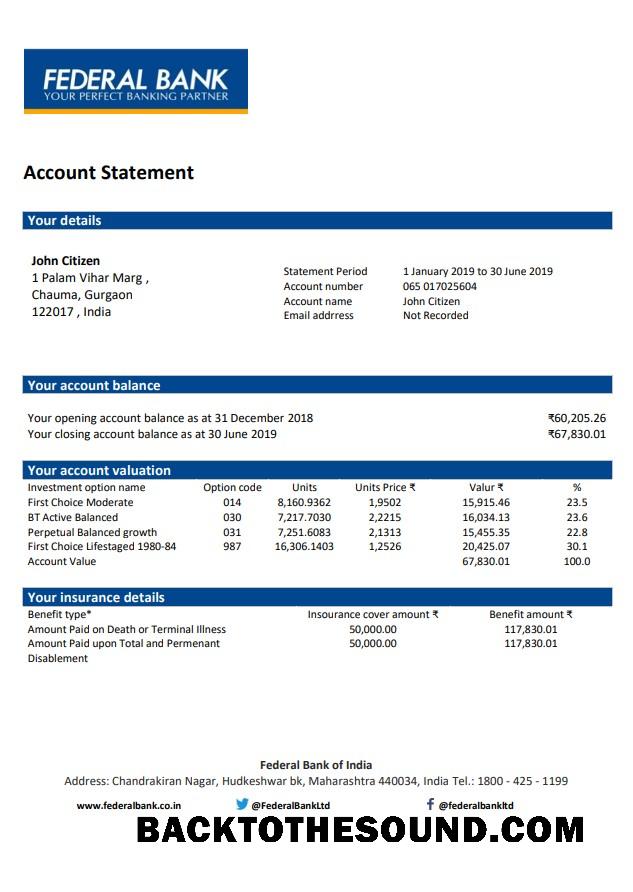 FEDERAL BANK
YOUR PERFECT BANKING PARTNER
Account Statement
Your details
John Citizen
1 Palam Vihar Marg ,
Chauma, Gurgaon
122017 , India
Statement Period 1 January 2019 to 30 June 2019
Account number 065 017025604
Account name John Citizen
Email adrress Not Recorded
Your account balance
Your opening account balance as at 31 December 2018 ₹60,205.26
Your closing account balance as at 30 June 2019 ₹67,830.01
Your account valuation
Investment option name Option code Units Units Price ₹ Valur ₹ %
First Choice Moderate 014 8,160.9362 1,9502 15,915.46 23.5
BT Active Balanced 030 7,217.7030 2,2215 16,034.13 23.6
Perpetual Balanced growth 031 7,251.6083 2,1313 15,455.35 22.8
First Choice Lifestaged 1980-84 987 16,306.1403 1,2526 20,425.07 30.1
Account Value 67,830.01 100.0
Your insurance details
Benefit type* Insourance cover amount ₹ Benefit amount ₹
Amount Paid on Death or Terminal Illness 50,000.00 117,830.01
Amount Paid upon Total and Permenant 50,000.00 117,830.01
Disablement
Federal Bank of India
Address: Chandrakiran Nagar, Hudkeshwar bk, Maharashtra 440034, India Tel.: 1800 - 425 - 1199
www.federalbank.co.in @FederalBankLtd @federalbankltd
BACKTOTHESOUND.COM